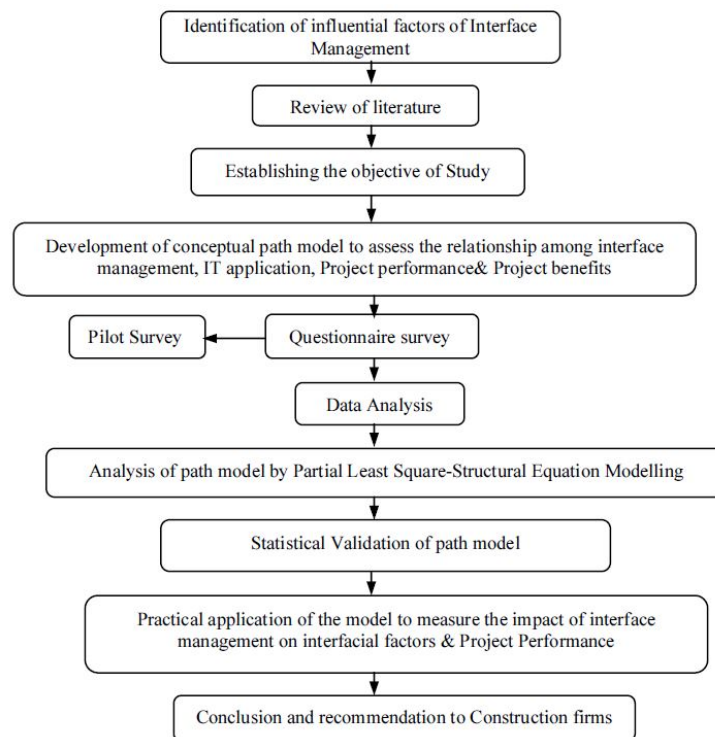 Identification of influential factors of Interface
Management
Review of literature
Establishing the objective of Study
Development of conceptual path model to assess the relationship among interface
management, IT application, Project performance& Project benefits
Pilot Survey
Questionnaire survey
Data Analysis
Analysis of path model by Partial Least Square-Structural Equation Modelling
Statistical Validation of path model
Practical application of the model to measure the impact of interface
management on interfacial factors & Project Performance
Conclusion and recommendation to Construction firms